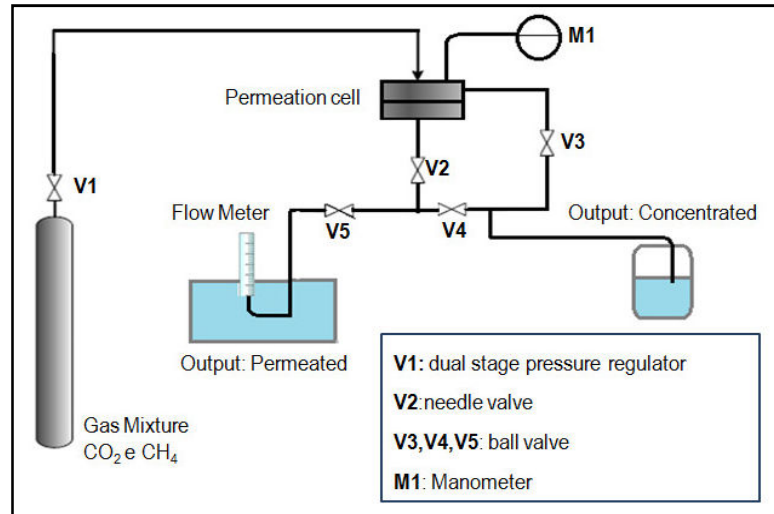 M1
Permeation cell
V3
V2
V1
Flow Meter
V5
V4
Output: Concentrated
Output: Permeated
Gas Mixture
CO₂ e CH₄
V1: dual stage pressure regulator
V2:needle valve
V3,V4,V5: ball valve
M1: Manometer